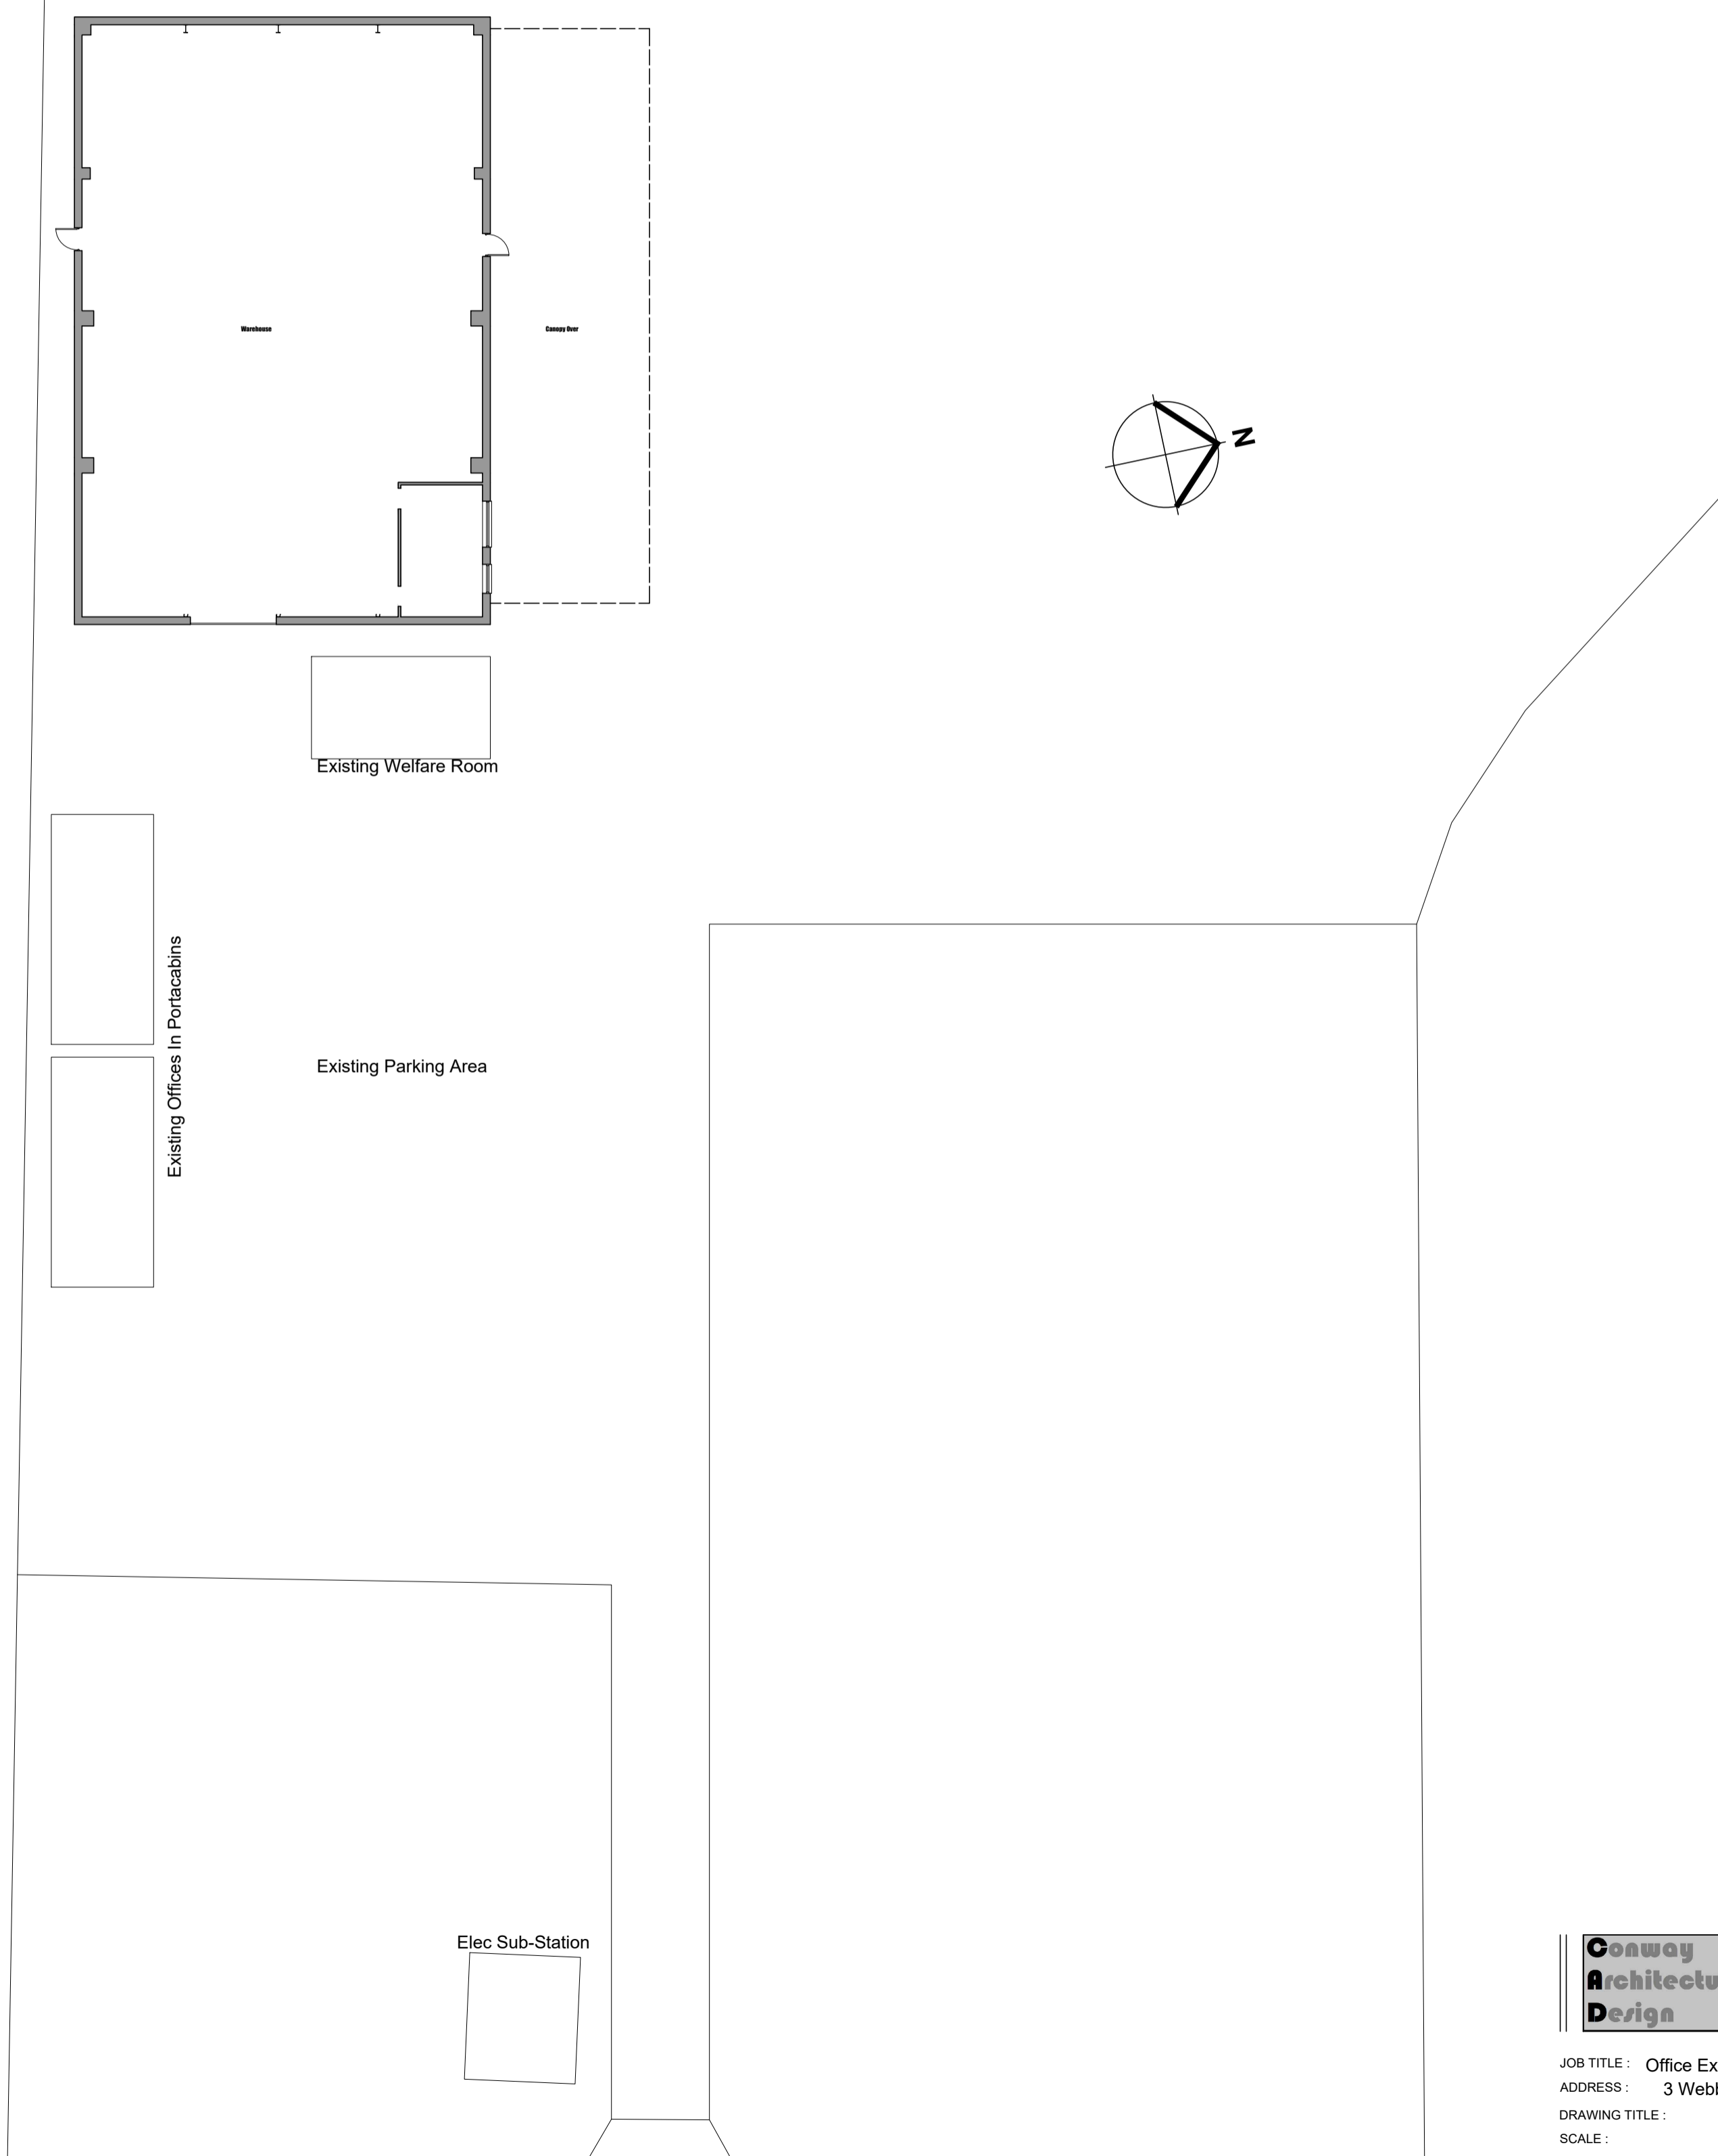 Warehouse
Canopy Over
N
Existing Welfare Room
Existing Offices In Portacabins
Existing Parking Area
Elec Sub-Station
Conway
Architectu
Design
JOB TITLE : Office Ex
ADDRESS : 3 Webb
DRAWING TITLE :
SCALE :